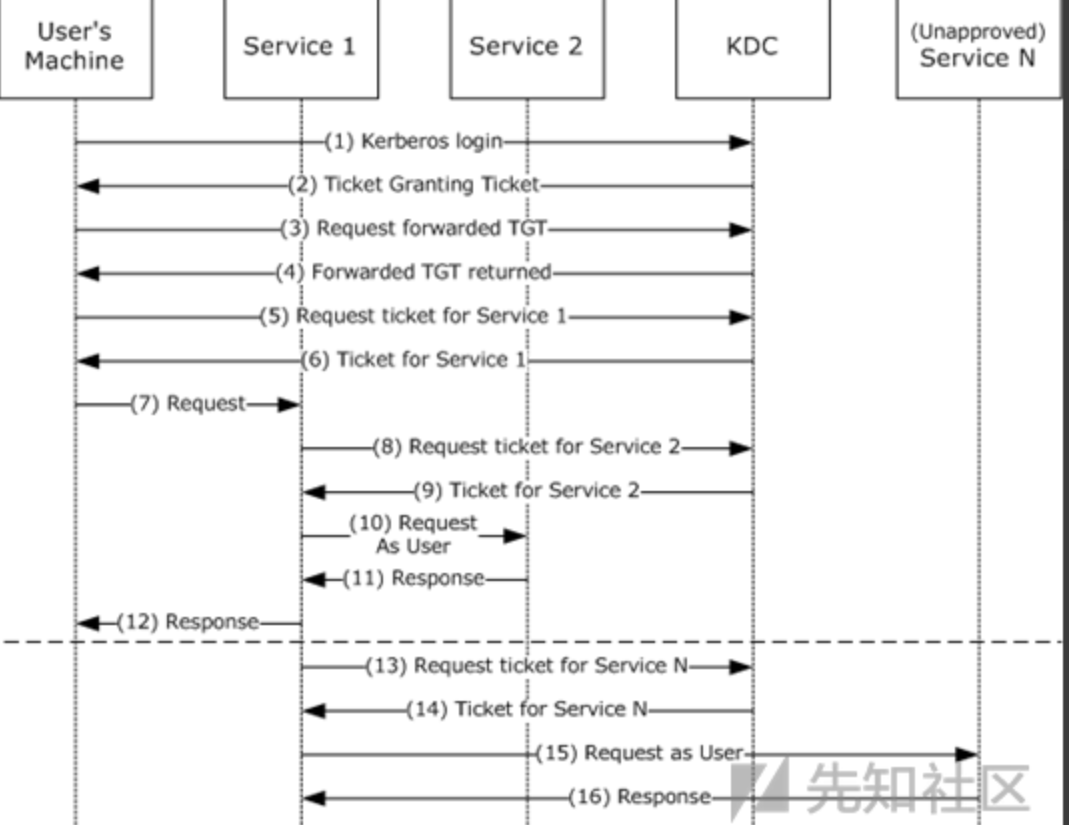 User's
Machine
Service 1
Service 2
KDC
(Unapproved)
Service N
(1) Kerberos login
(2) Ticket Granting Ticket
(3) Request forwarded TGT
(4) Forwarded TGT returned
(5) Request ticket for Service 1
(6) Ticket for Service 1
(7) Request
(8) Request ticket for Service 2
(9) Ticket for Service 2
(10) Request
As User
(11) Response
(12) Response
(13) Request ticket for Service N
(14) Ticket for Service N
(15) Request as User
(16) Response
先知社区